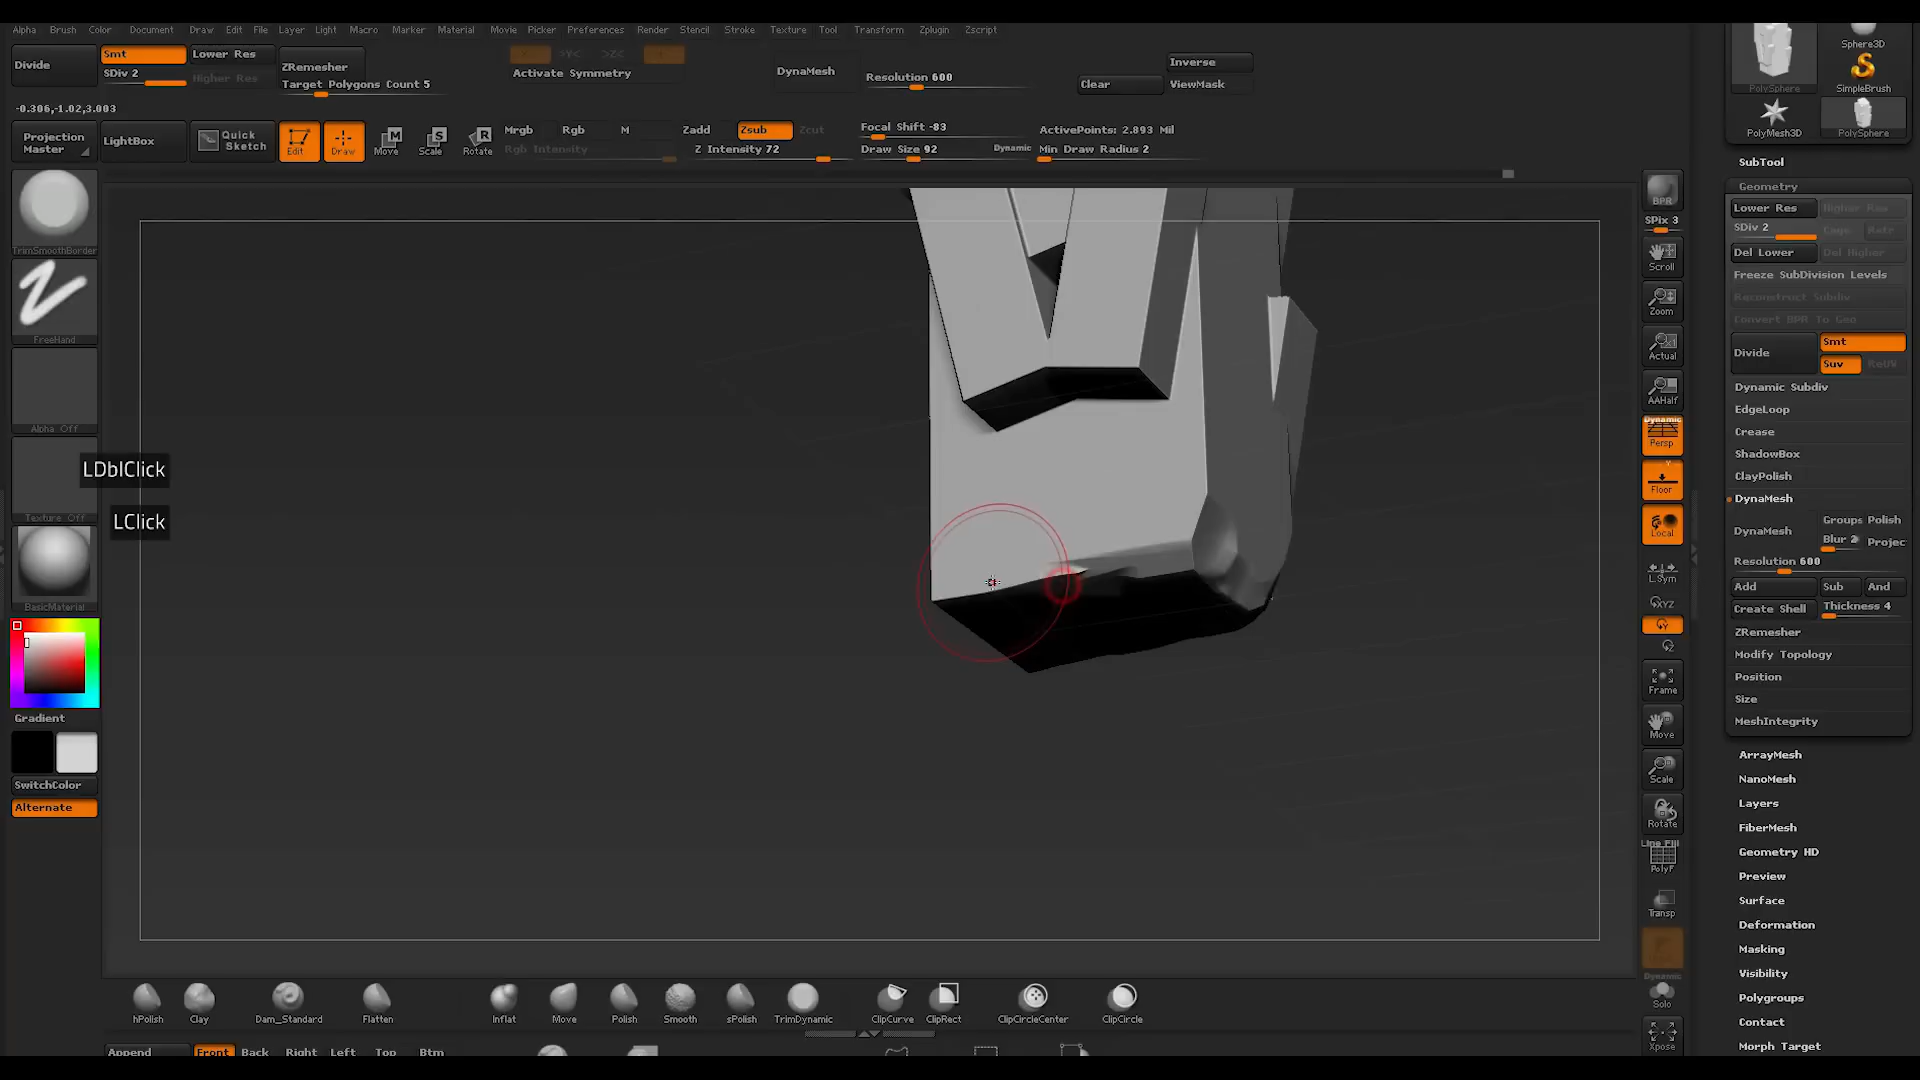 Alpha Brush Color Document Draw Edit File Layer Light Macro Marker Material Movie Picker Preferences Render Stencil Stroke Texture Tool Transform Zplugin Zscript
Divide
Smt
SDiv 2
Lower Res
Higher Res
ZRemesher
Target Polygons Count 5
>Y<
>Z<
Activate Symmetry
DynaMesh
Resolution 600
Clear
Inverse
ViewMask
-0.306,-1.02,3.003
Projection
Master
LightBox
Quick
Sketch
Edit
Draw
Move
Scale
Rotate
Mrgb Rgb M
Rgb Intensity
Zadd Zsub Zcut
Z Intensity 72
Focal Shift -83
Draw Size 92
Dynamic
ActivePoints: 2.893 Mil
Min Draw Radius 2
TrimSmoothBorder
FreeHand
Alpha Off
Texture Off
BasicMaterial
Gradient
SwitchColor
Alternate
LDblClick
LClick
BPR
SPix 3
Scroll
Zoom
Actual
AAHalf
Dynamic
Persp
Floor
Local
L.Sym
XYZ
Frame
Move
Scale
Rotate
Line Fill
PolyF
Transp
Dynamic
Solo
Xpose
PolySphere
Sphere3D
SimpleBrush
PolyMesh3D
PolySphere
SubTool
Geometry
Lower Res Higher Res
SDiv 2
Cage Rstr
Del Lower Del Higher
Freeze SubDivision Levels
Reconstruct Subdiv
Convert BPR To Geo
Divide
Smt
Suv
ReUV
Dynamic Subdiv
EdgeLoop
Crease
ShadowBox
ClayPolish
DynaMesh
DynaMesh
Groups Polish
Blur 2
Projec
Resolution 600
Add Sub And
Create Shell Thickness 4
ZRemesher
Modify Topology
Position
Size
MeshIntegrity
ArrayMesh
NanoMesh
Layers
FiberMesh
Geometry HD
Preview
Surface
Deformation
Masking
Visibility
Polygroups
Contact
Morph Target
hPolish Clay Dam_Standard Flatten Inflat Move Polish Smooth sPolish TrimDynamic ClipCurve ClipRect ClipCircleCenter ClipCircle
Append Front Back Right Left Top Btm